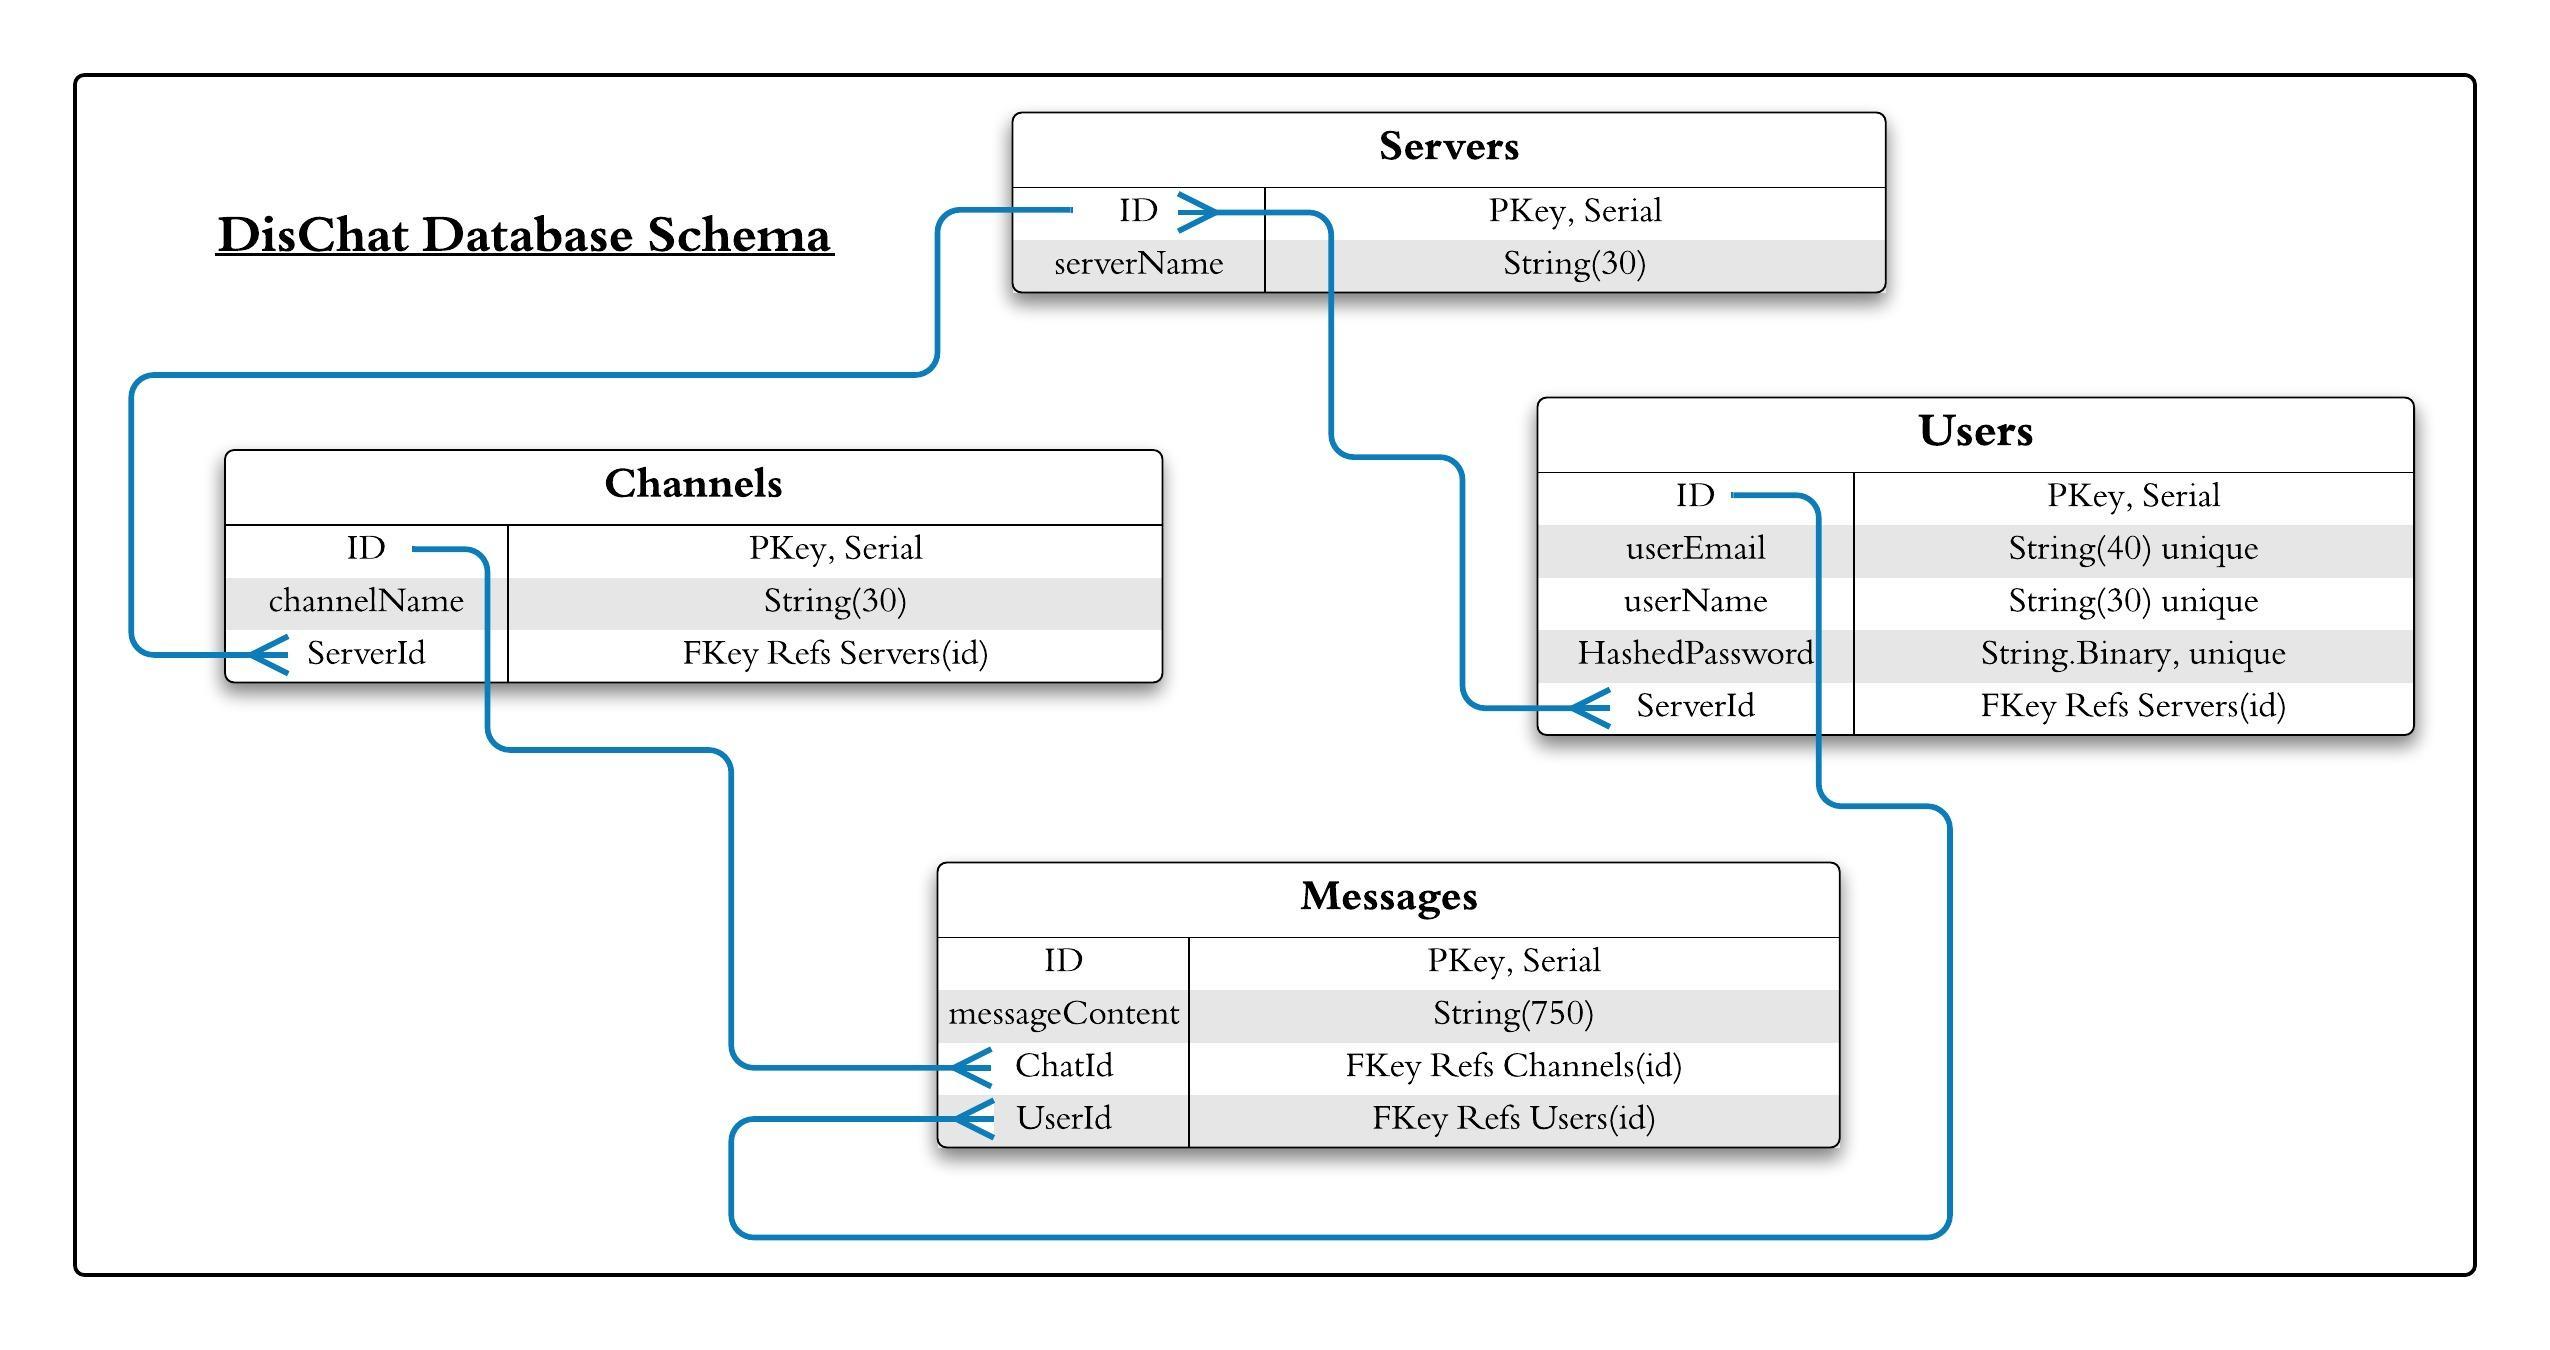 DisChat Database Schema
Servers
ID PKey, Serial
serverName String(30)
Channels
ID PKey, Serial
channelName String(30)
ServerId FKey Refs Servers(id)
Users
ID PKey, Serial
userEmail String(40) unique
userName String(30) unique
HashedPassword String.Binary, unique
ServerId FKey Refs Servers(id)
Messages
ID PKey, Serial
messageContent String(750)
ChatId FKey Refs Channels(id)
UserId FKey Refs Users(id)